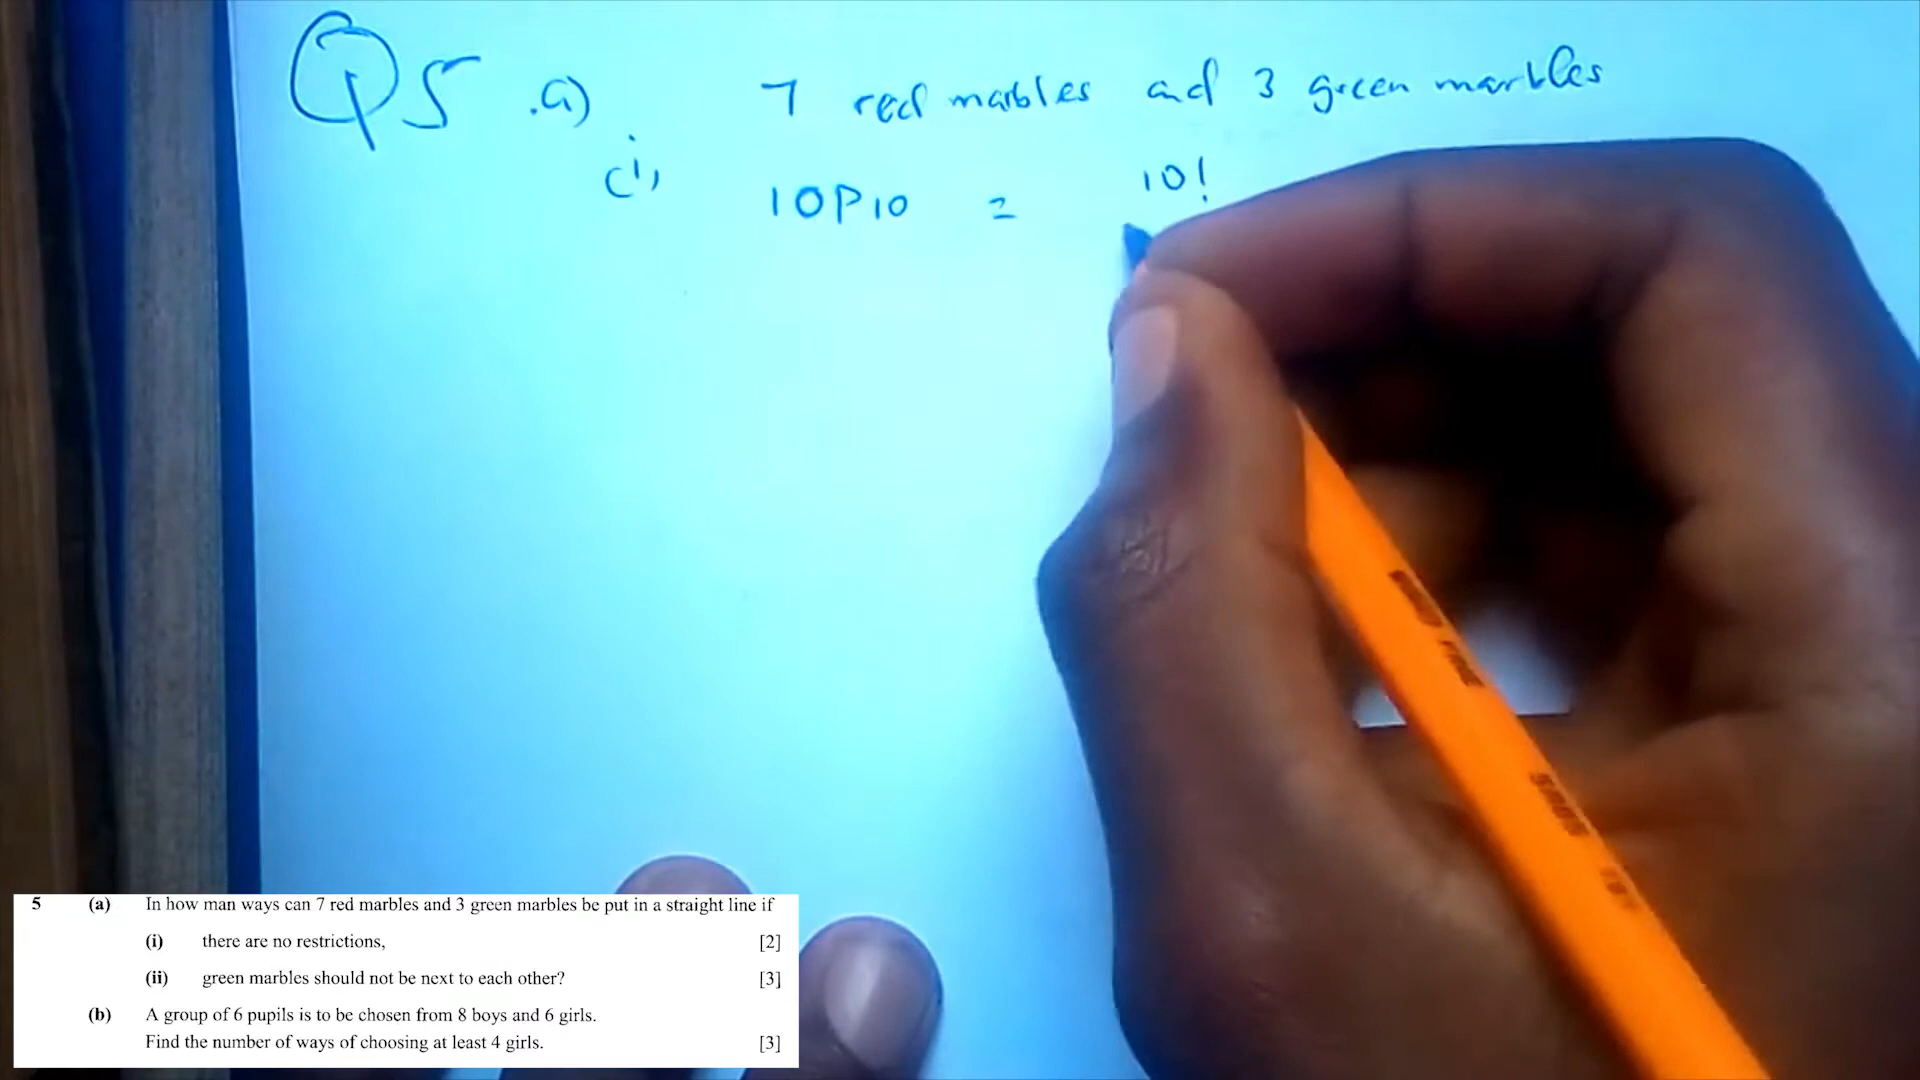 Q5 .a) 7 red marbles and 3 green marbles
(i) 10P10 = 10!
5 (a) In how man ways can 7 red marbles and 3 green marbles be put in a straight line if
(i) there are no restrictions, [2]
(ii) green marbles should not be next to each other? [3]
(b) A group of 6 pupils is to be chosen from 8 boys and 6 girls.
Find the number of ways of choosing at least 4 girls. [3]